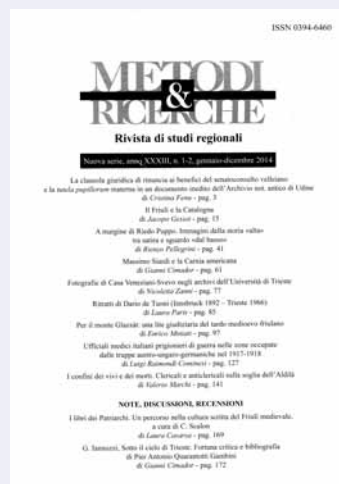 ISSN 0394-6460
METODI
&
RICERCHE
Rivista di studi regionali
Nuova serie, anno XXXIII, n. 1-2, gennaio-dicembre 2014
La clausola giuridica di rinuncia ai benefici del senatoconsulto velleiano
e la tutela pupillorum materna in un documento inedito dell'Archivio not. antico di Udine
di Cristina - pag. 3
Il Friuli e la Catalogna
di Jacopo - pag. 15
A margine di Riedo Puppo. Immagini dalla storia «alta»
tra satira e sguardo «dal basso»
di Rienzo Pellegrini - pag. 41
Massimo Siardi e la Carnia americana
di Gianni Cimador - pag. 61
Fotografie di Casa Veneziani-Svevo negli archivi dell'Università di Trieste
di Nicoletta Zanni - pag. 77
Ritratti di Dario de Tuoni (Innsbruck 1892 – Trieste 1966)
di Laura Paris - pag. 85
Per il monte Glazzát: una lite giudiziaria del tardo medioevo friulano
di Enrico Miniati - pag. 97
Ufficiali medici italiani prigionieri di guerra nelle zone occupate
dalle truppe austro-ungaro-germaniche nel 1917-1918
di Luigi Raimondi Cominesi - pag. 127
I confini dei vivi e dei morti. Clericali e anticlericali sulla soglia dell'Aldilà
di Valerio Marchi - pag. 141
NOTE, DISCUSSIONI, RECENSIONI
I libri dei Patriarchi. Un percorso nella cultura scritta del Friuli medievale,
a cura di C. Scalon
di Laura Casarsa - pag. 169
G. Iannuzzi, Sotto il cielo di Trieste. Fortuna critica e bibliografia
di Pier Antonio Quarantotti Gambini
di Gianni Cimador - pag. 172